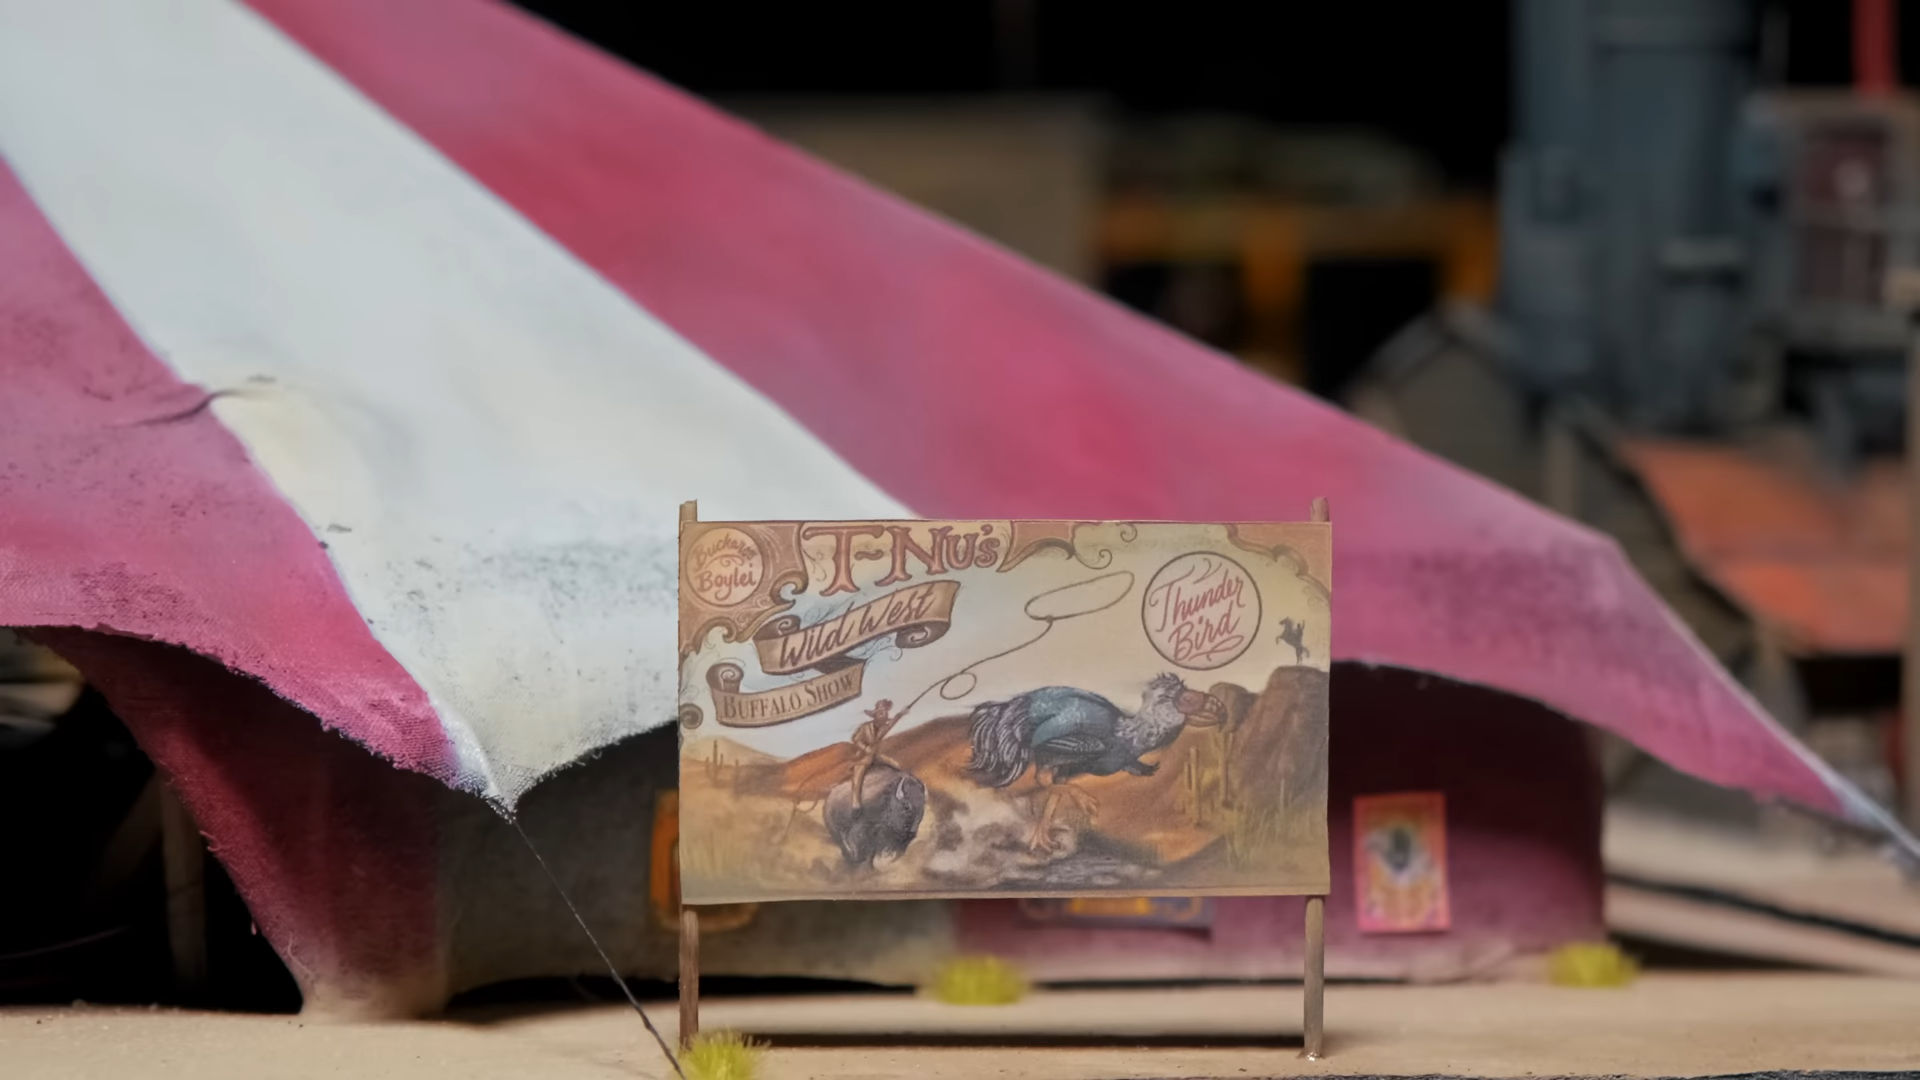 Buckaroo
Boylei
T-Nu's
Wild West
Buffalo Show
Thunder
Bird